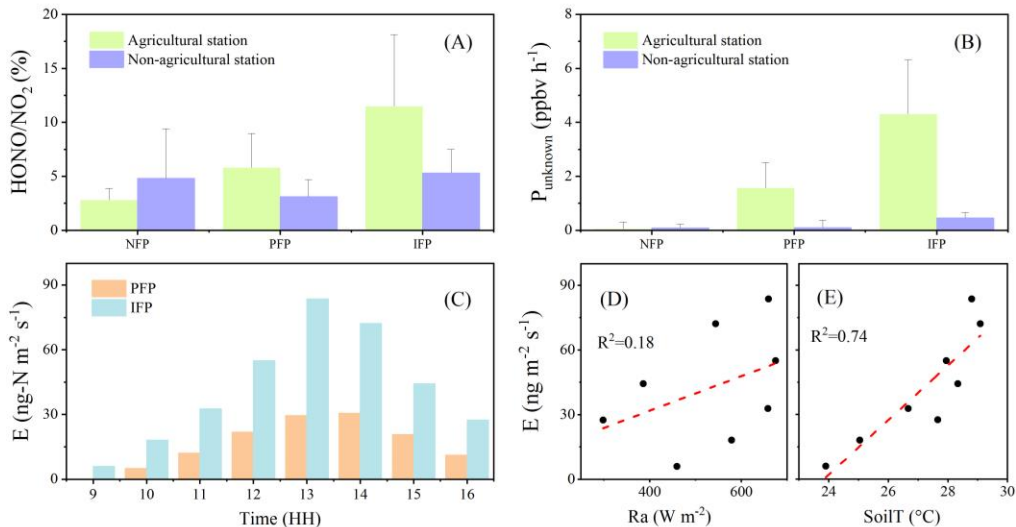 20
15
10
5
0
HONO/NO₂ (%)
Agricultural station
Non-agricultural station
(A)
NFP
PFP
IFP
8
6
4
2
0
P_unknown (ppbv h⁻¹)
Agricultural station
Non-agricultural station
(B)
NFP
PFP
IFP
90
60
30
0
E (ng-N m⁻² s⁻¹)
PFP
IFP
(C)
9
10
11
12
13
14
15
16
Time (HH)
90
60
30
0
E (ng m⁻² s⁻¹)
(D)
R²=0.18
400
600
Ra (W m⁻²)
(E)
R²=0.74
24
26
28
30
SoilT (°C)